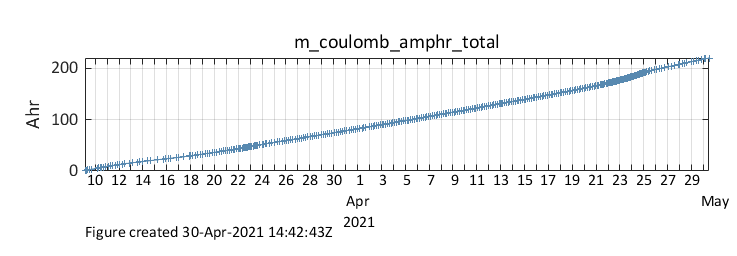 m_coulomb_amphr_total
Ahr
200
100
0
10 12 14 16 18 20 22 24 26 28 30 1 3 5 7 9 11 13 15 17 19 21 23 25 27 29
Apr May
2021
Figure created 30-Apr-2021 14:42:43Z